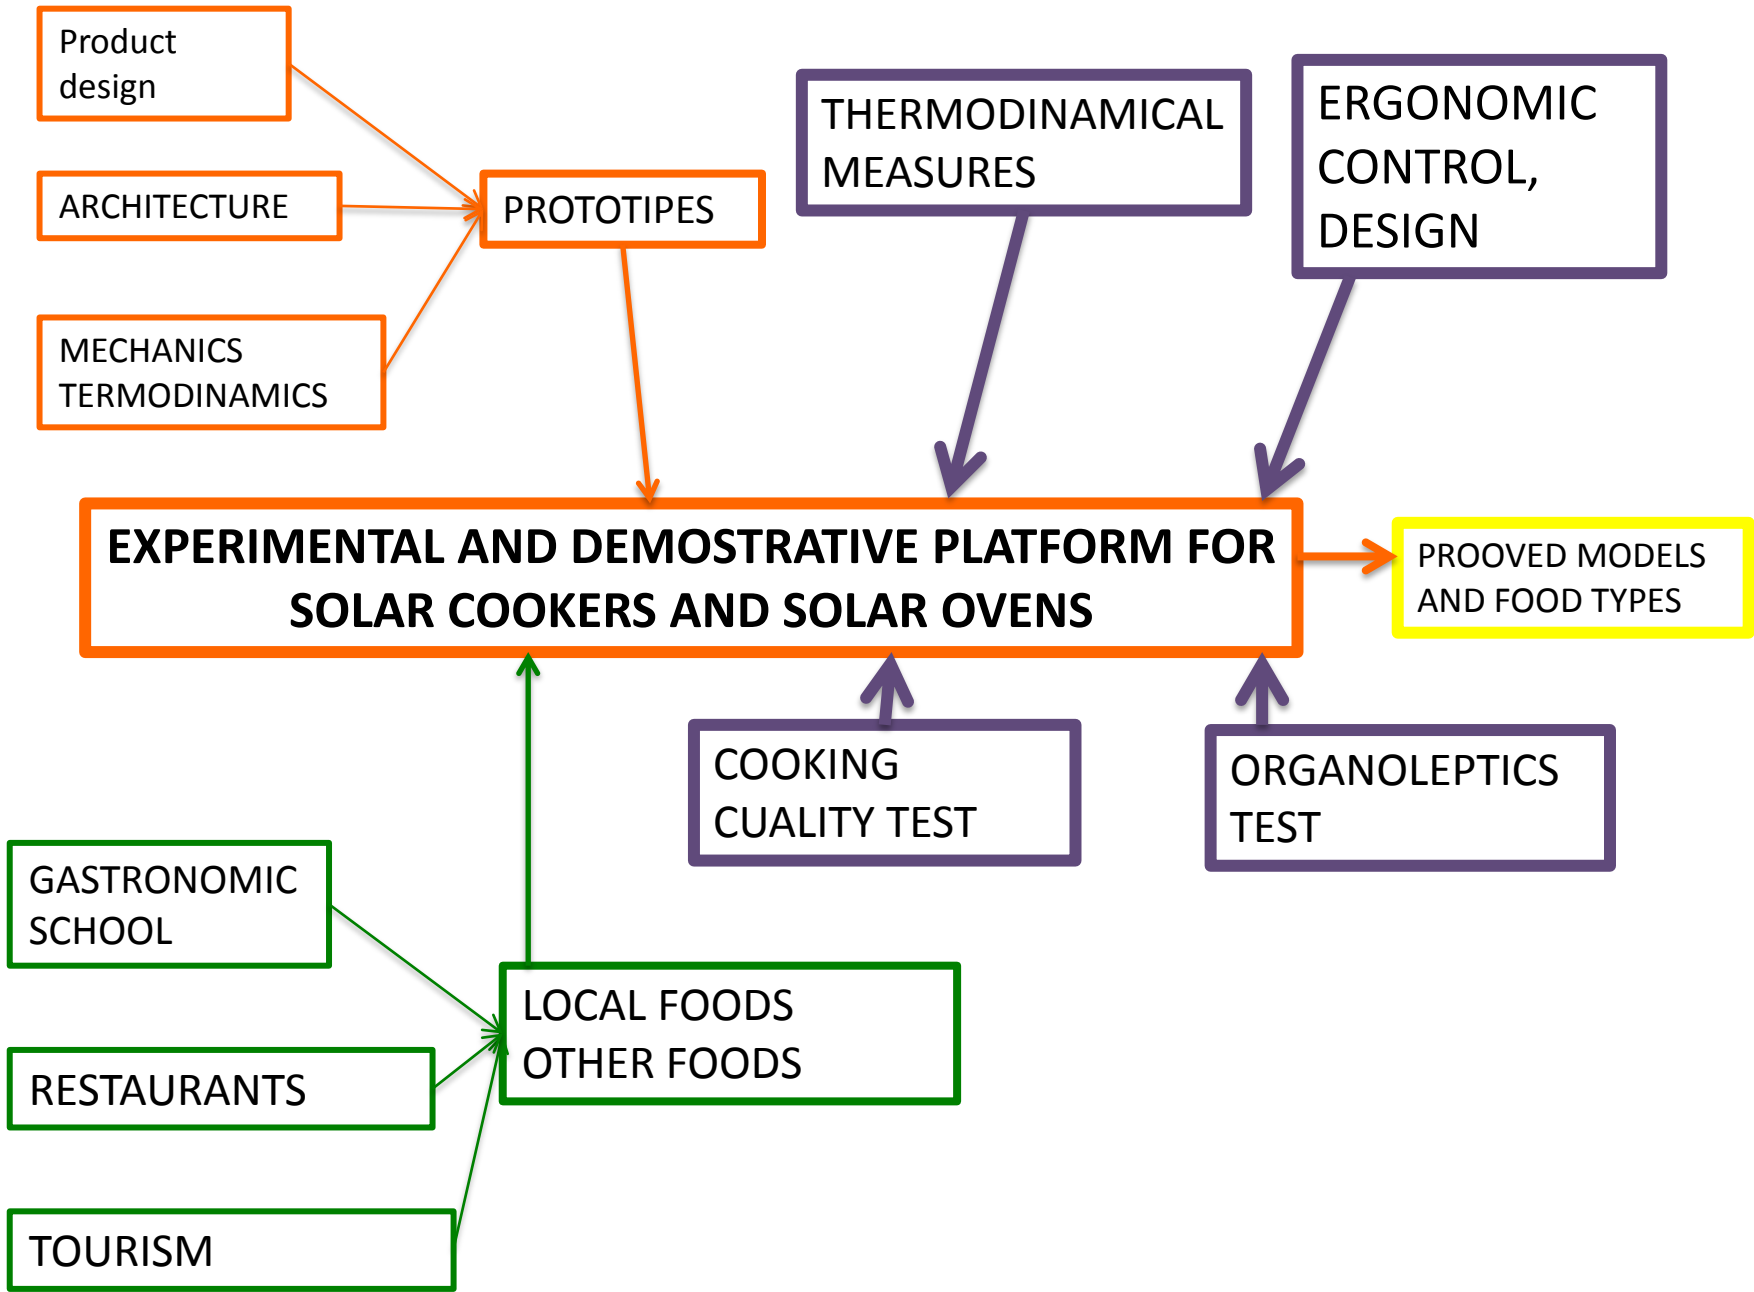 Product
design
ARCHITECTURE
MECHANICS
TERMODINAMICS
PROTOTIPES
THERMODINAMICAL
MEASURES
ERGONOMIC
CONTROL,
DESIGN
EXPERIMENTAL AND DEMOSTRATIVE PLATFORM FOR
SOLAR COOKERS AND SOLAR OVENS
PROOVED MODELS
AND FOOD TYPES
COOKING
CUALITY TEST
ORGANOLEPTICS
TEST
GASTRONOMIC
SCHOOL
RESTAURANTS
TOURISM
LOCAL FOODS
OTHER FOODS